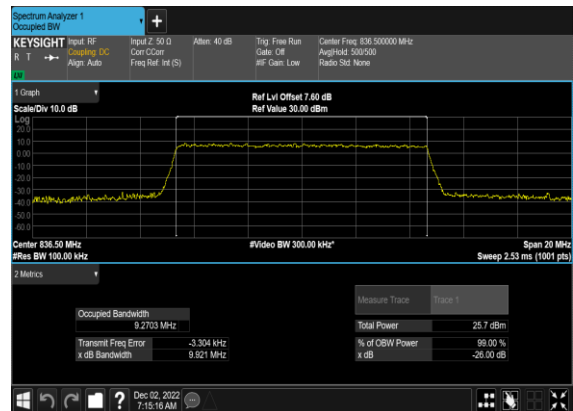 Spectrum Analyzer 1
Occupied BW
+
KEYSIGHT Input: RF Input Z: 50 Ω Atten: 40 dB Trig: Free Run Center Freq: 836.500000 MHz
R T Coupling: DC Corr CCorr Gate: Off Avg|Hold: 500/500
Align: Auto Freq Ref: Int (S) #IF Gain: Low Radio Std: None
1 Graph
Ref Lvl Offset 7.60 dB
Scale/Div 10.0 dB Ref Value 30.00 dBm
Log
20.0
10.0
0.00
-10.0
-20.0
-30.0
-40.0
-50.0
-60.0
Center 836.50 MHz #Video BW 300.00 kHz* Span 20 MHz
#Res BW 100.00 kHz Sweep 2.53 ms (1001 pts)
2 Metrics
Measure Trace Trace 1
Occupied Bandwidth
9.2703 MHz Total Power 25.7 dBm
Transmit Freq Error -3.304 kHz % of OBW Power 99.00 %
x dB Bandwidth 9.921 MHz x dB -26.00 dB
? Dec 02, 2022
7:15:16 AM